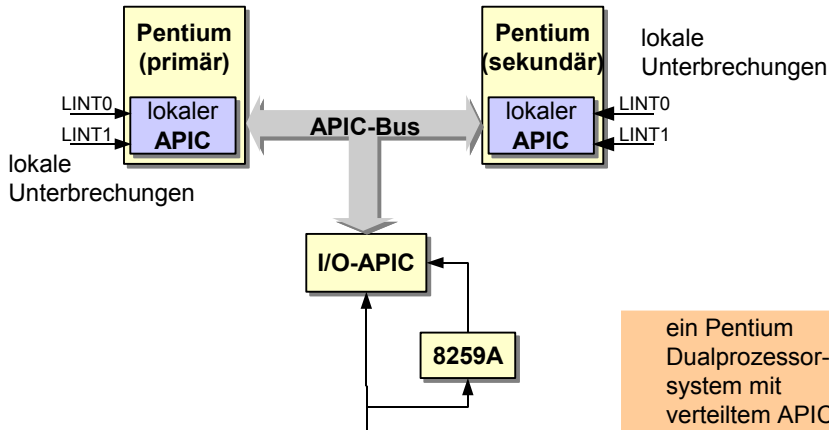 Pentium
(primär)
LINT0
LINT1
lokaler
APIC
lokale
Unterbrechungen
APIC-Bus
Pentium
(sekundär)
lokaler
APIC
LINT0
LINT1
lokale
Unterbrechungen
I/O-APIC
8259A
ein Pentium
Dualprozessor-
system mit
verteiltem APIC